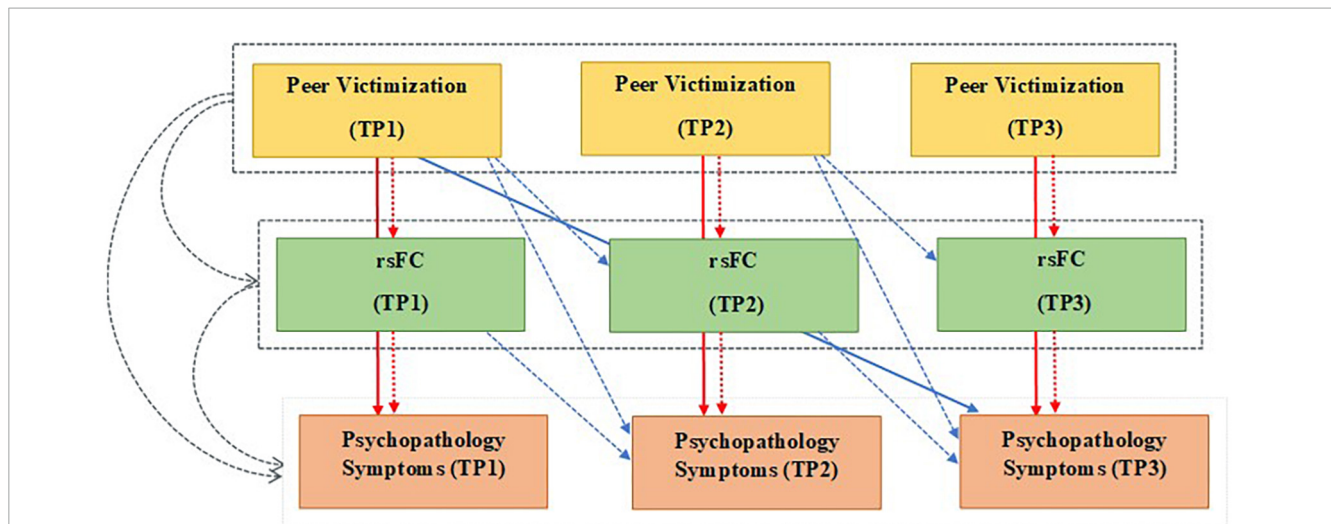 Peer Victimization
(TP1)
Peer Victimization
(TP2)
Peer Victimization
(TP3)
rsFC
(TP1)
rsFC
(TP2)
rsFC
(TP3)
Psychopathology
Symptoms (TP1)
Psychopathology
Symptoms (TP2)
Psychopathology
Symptoms (TP3)